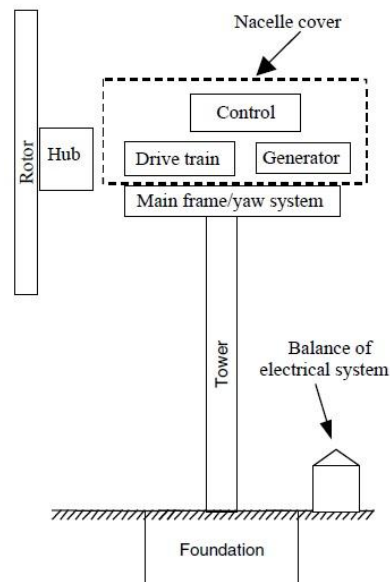 Nacelle cover
Control
Drive train
Generator
Hub
Rotor
Main frame/yaw system
Tower
Balance of
electrical system
Foundation